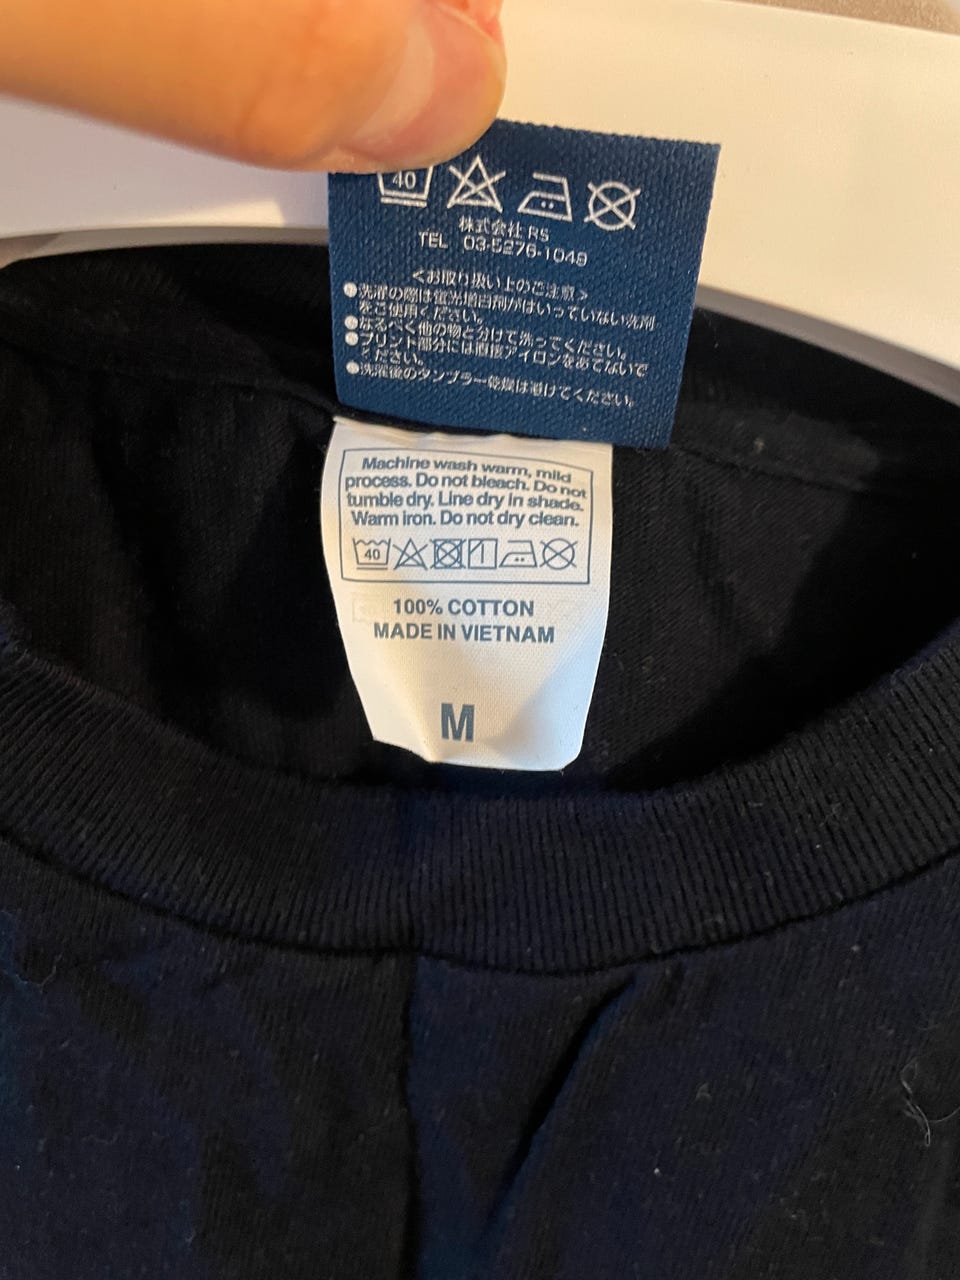 40
株式会社 RS
TEL 03-5276-1049
<お取り扱い上のご注意>
●洗濯の際は蛍光増白剤がはいっていない洗剤
をご使用ください。
●なるべく他の物と分けて洗ってください。
●プリント部分には直接アイロンをあてないで
ください。
●洗濯後のタンブラー乾燥は避けてください。
Machine wash warm, mild
process. Do not bleach. Do not
tumble dry. Line dry in shade.
Warm iron. Do not dry clean.
40
100% COTTON
MADE IN VIETNAM
M